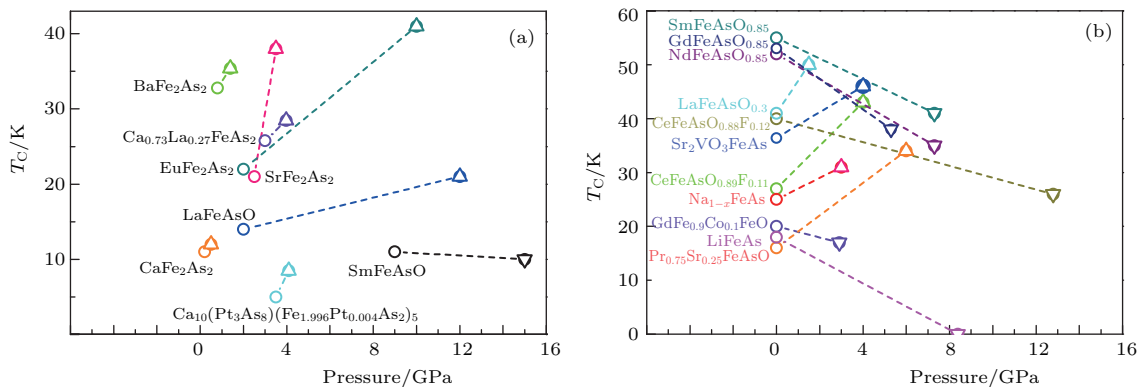 (a)
40
30
20
10
T_C/K
BaFe₂As₂
Ca₀.₇₃La₀.₂₇FeAs₂
EuFe₂As₂
SrFe₂As₂
LaFeAsO
CaFe₂As₂
SmFeAsO
Ca₁₀(Pt₃As₈)(Fe₁.₉₉₆Pt₀.₀₀₄As₂)₅
0 4 8 12 16
Pressure/GPa
(b)
60
50
40
30
20
10
0
T_C/K
SmFeAsO₀.₈₅
GdFeAsO₀.₈₅
NdFeAsO₀.₈₅
LaFeAsO₀.₃
CeFeAsO₀.₈₈F₀.₁₂
Sr₂VO₃FeAs
CeFeAsO₀.₈₉F₀.₁₁
Na₁₋ₓFeAs
GdFe₀.₉Co₀.₁FeO
LiFeAs
Pr₀.₇₅Sr₀.₂₅FeAsO
0 4 8 12 16
Pressure/GPa